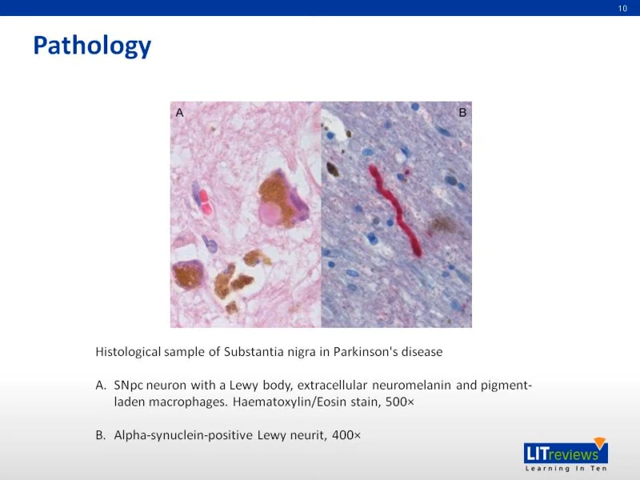 10
Pathology
A
B
Histological sample of Substantia nigra in Parkinson's disease
A. SNpc neuron with a Lewy body, extracellular neuromelanin and pigment-
laden macrophages. Haematoxylin/Eosin stain, 500×
B. Alpha-synuclein-positive Lewy neurit, 400×
LITreviews
Learning In Ten